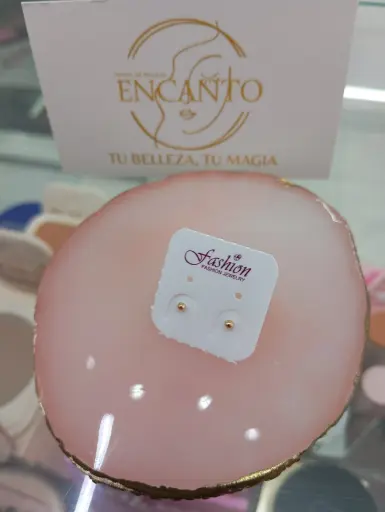 ENCANTO
TU BELLEZA, TU MAGIA
Fashion
FASHION JEWELRY